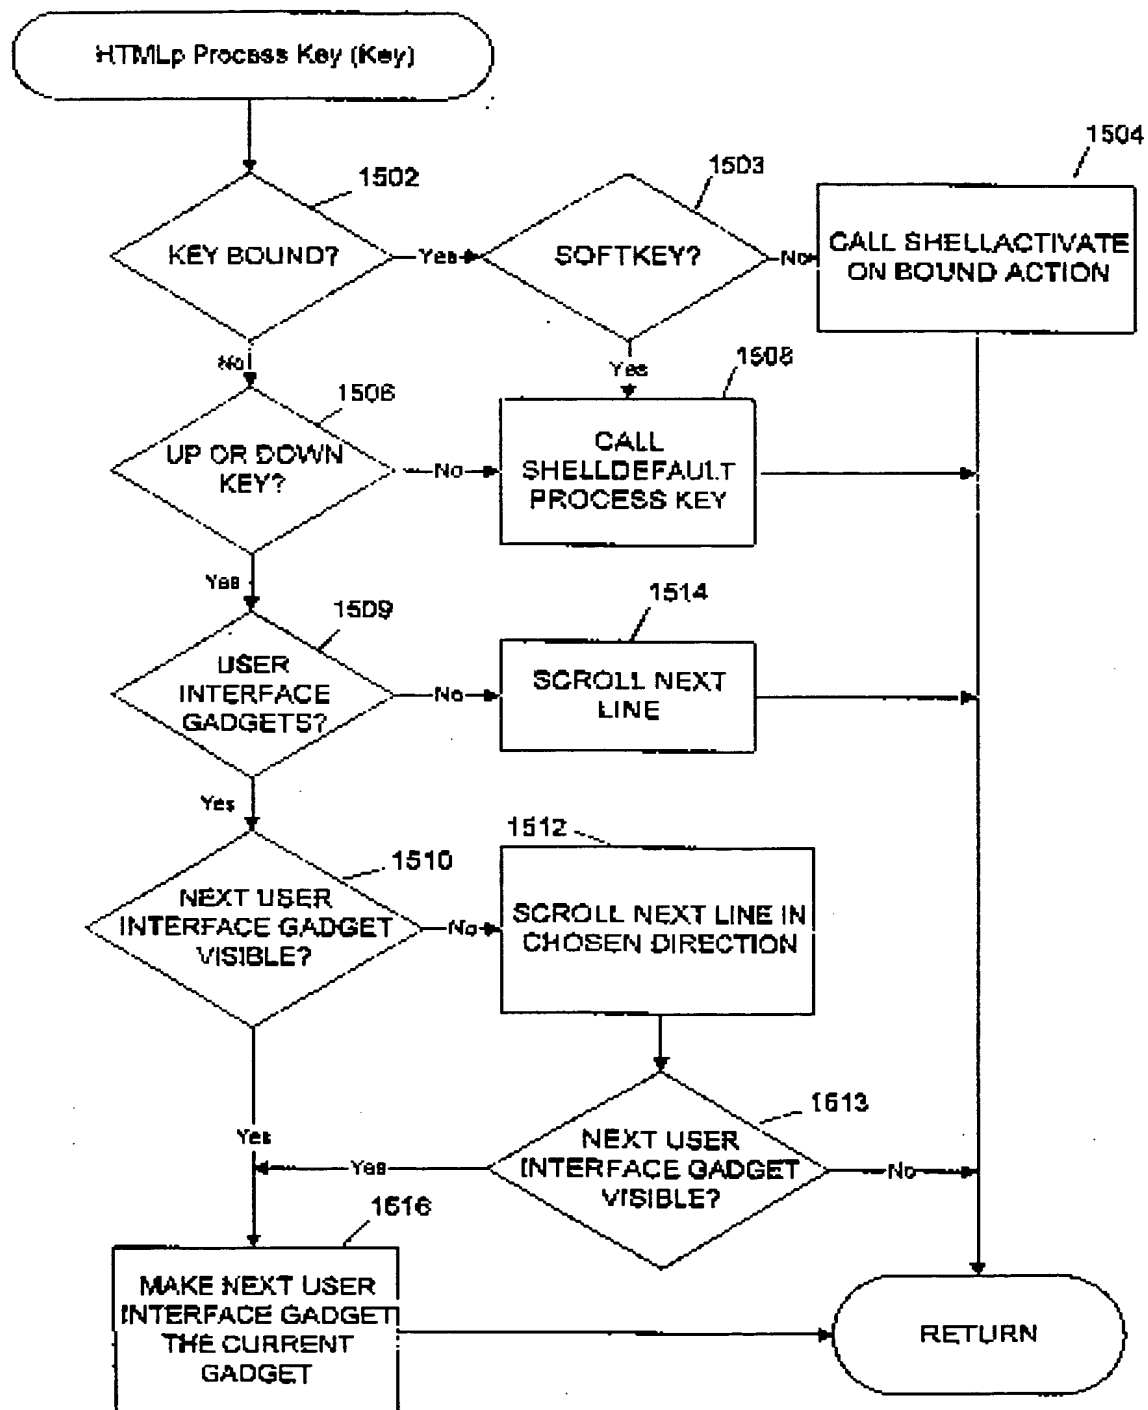 HTMLp Process Key (Key)
1502
KEY BOUND?
Yes
1503
SOFTKEY?
No
1504
CALL SHELLACTIVATE
ON BOUND ACTION
No
Yes
1506
UP OR DOWN
KEY?
No
1508
CALL
SHELLDEFAULT
PROCESS KEY
Yes
1509
USER
INTERFACE
GADGETS?
No
1514
SCROLL NEXT
LINE
Yes
1510
NEXT USER
INTERFACE GADGET
VISIBLE?
No
1512
SCROLL NEXT LINE IN
CHOSEN DIRECTION
Yes
1513
NEXT USER
INTERFACE GADGET
VISIBLE?
Yes
No
1516
MAKE NEXT USER
INTERFACE GADGET
THE CURRENT
GADGET
RETURN